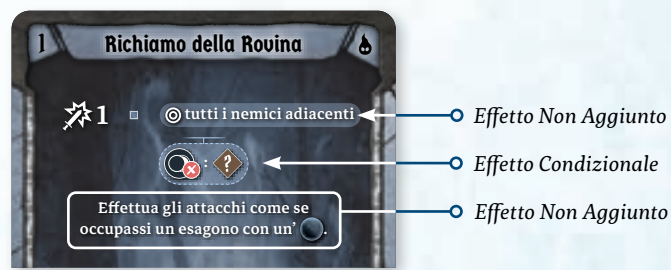 1 Richiamo della Rovina
1 tutti i nemici adiacenti
Effetto Non Aggiunto
: ?
Effetto Condizionale
Effettua gli attacchi come se
occupassi un esagono con un' .
Effetto Non Aggiunto